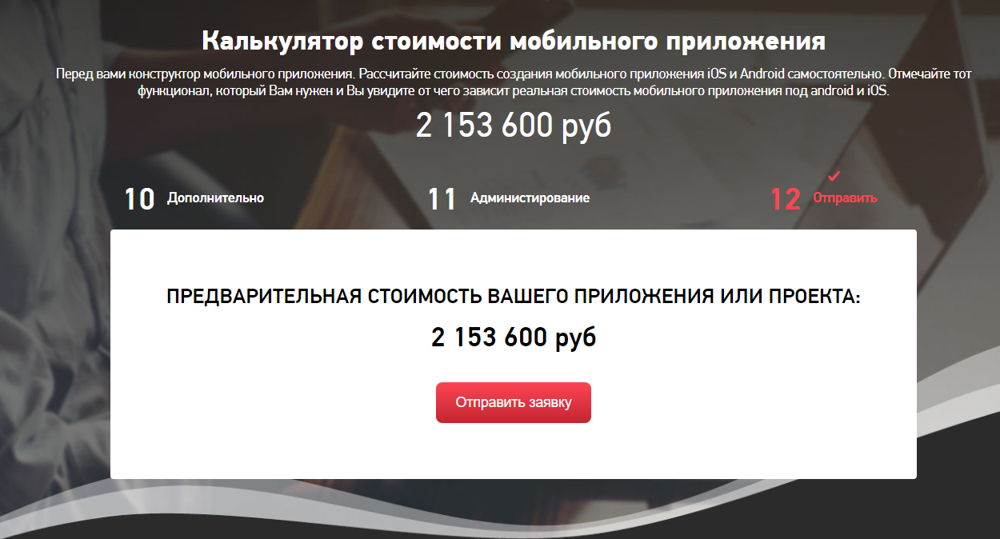 Калькулятор стоимости мобильного приложения
Перед вами конструктор мобильного приложения. Рассчитайте стоимость создания мобильного приложения iOS и Android самостоятельно. Отмечайте тот
функционал, который Вам нужен и Вы увидите от чего зависит реальная стоимость мобильного приложения под android и iOS.
2 153 600 руб
10 Дополнительно
11 Администирование
12 Отправить
ПРЕДВАРИТЕЛЬНАЯ СТОИМОСТЬ ВАШЕГО ПРИЛОЖЕНИЯ ИЛИ ПРОЕКТА:
2 153 600 руб
Отправить заявку